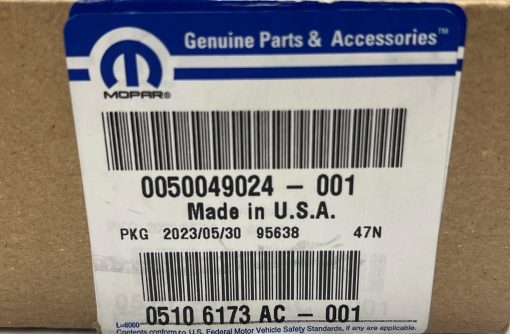 Genuine Parts & Accessories™
MOPAR®
0050049024 - 001
Made in U.S.A.
PKG 2023/05/30 95638 47N
0510 6173 AC - 001
L=6060
Contents conform to U.S. Federal Motor Vehicle Safety Standards, if any are applicable.